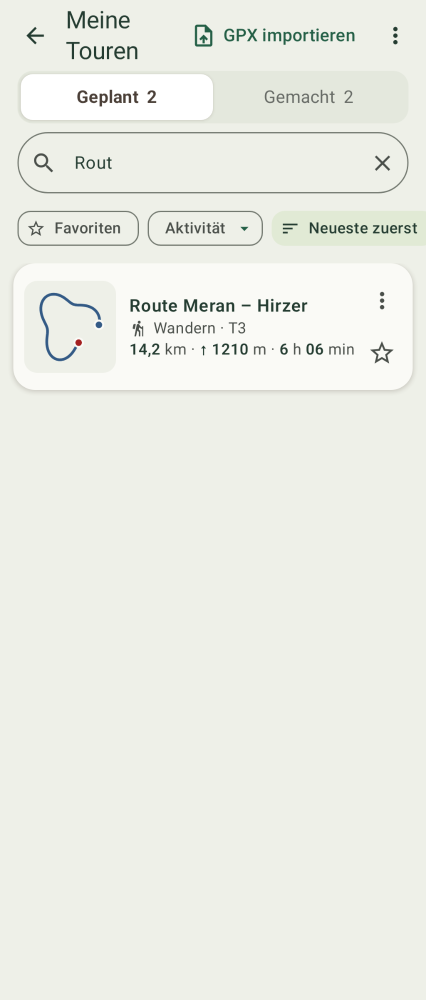 Meine
Touren
GPX importieren
Geplant 2
Gemacht 2
Rout
Favoriten
Aktivität
Neueste zuerst
Route Meran – Hirzer
Wandern · T3
14,2 km · ↑ 1210 m · 6 h 06 min